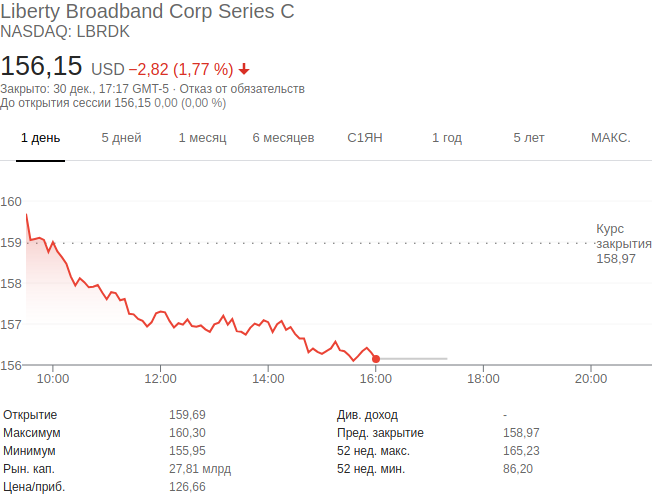 Liberty Broadband Corp Series C
NASDAQ: LBRDK
156,15 USD −2,82 (1,77 %)
Закрыто: 30 дек., 17:17 GMT-5 · Отказ от обязательств
До открытия сессии 156,15 0,00 (0,00 %)
1 день 5 дней 1 месяц 6 месяцев С1ЯН 1 год 5 лет МАКС.
160
159
158
157
156
Курс
закрытия
158,97
10:00 12:00 14:00 16:00 18:00 20:00
Открытие 159,69 Див. доход -
Максимум 160,30 Пред. закрытие 158,97
Минимум 155,95 52 нед. макс. 165,23
Рын. кап. 27,81 млрд 52 нед. мин. 86,20
Цена/приб. 126,66